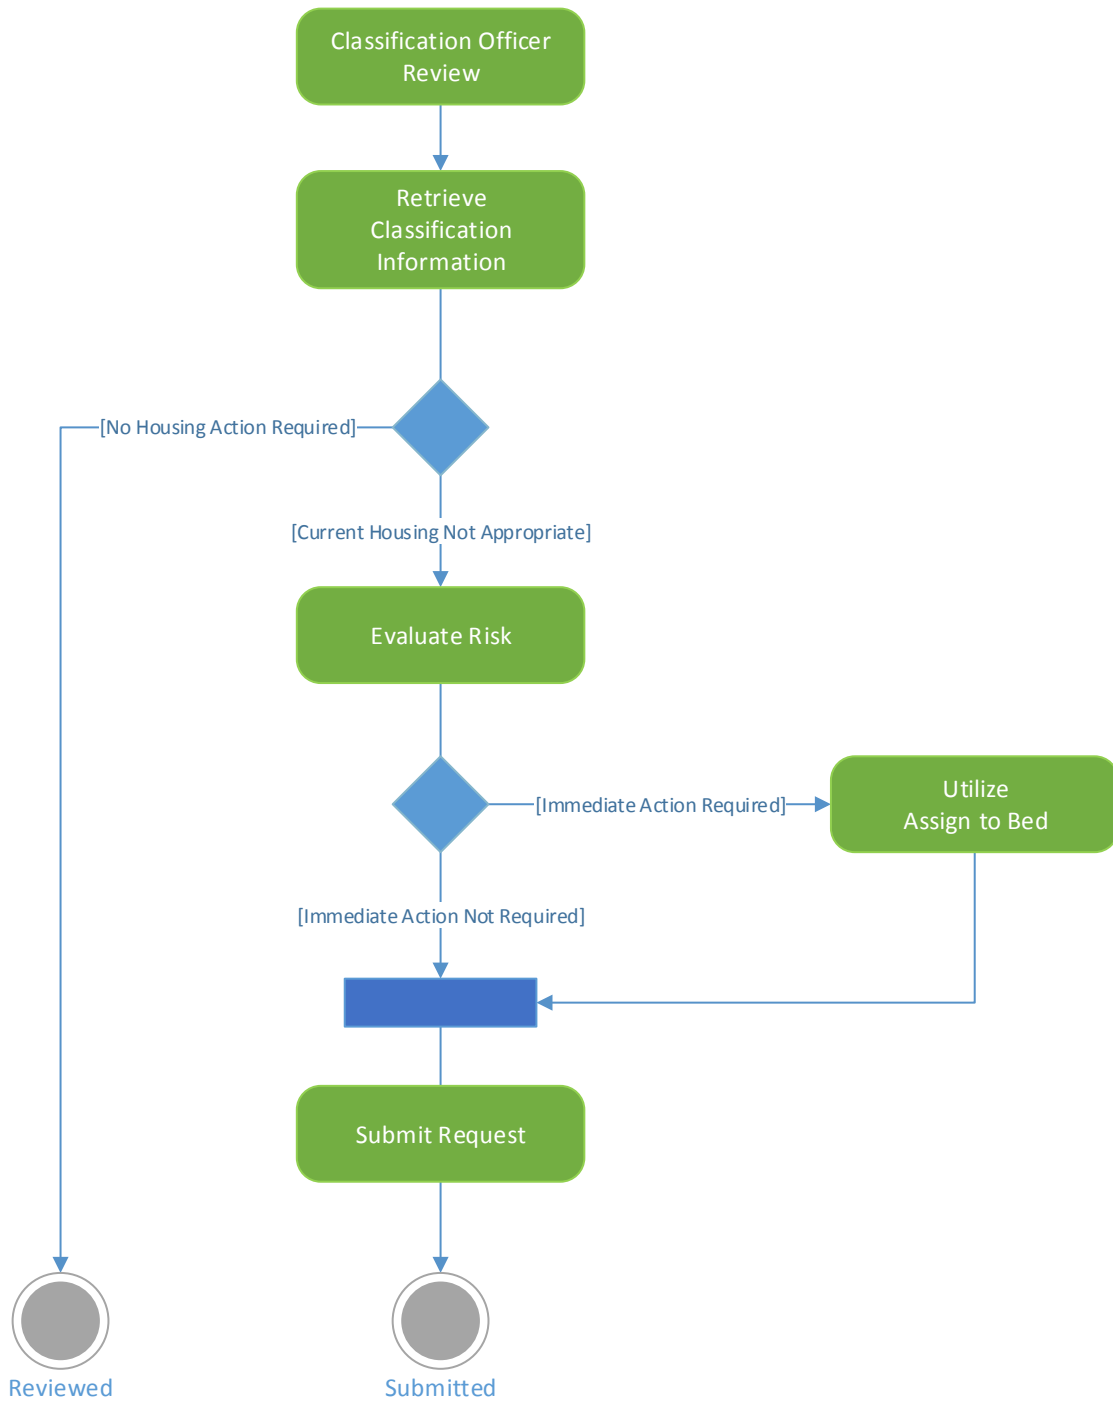 Classification Officer
Review
Retrieve
Classification
Information
[No Housing Action Required]
[Current Housing Not Appropriate]
Evaluate Risk
[Immediate Action Required]
Utilize
Assign to Bed
[Immediate Action Not Required]
Submit Request
Reviewed
Submitted